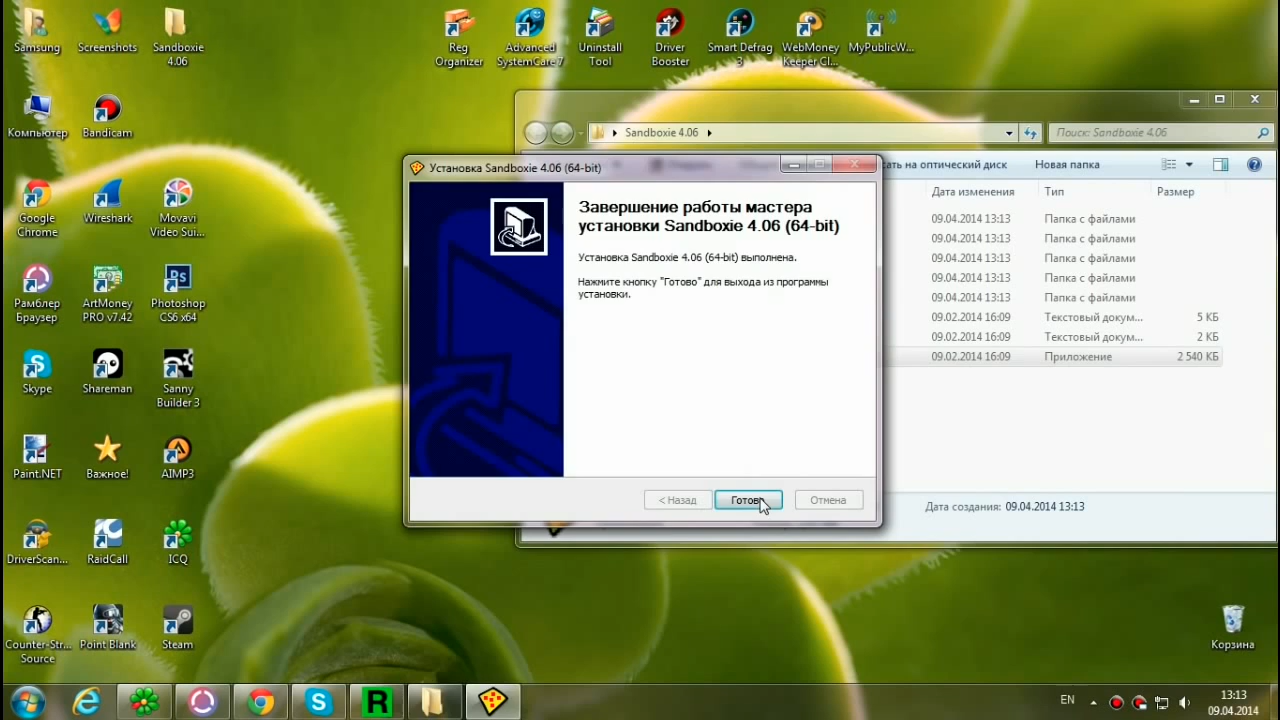 Samsung
Screenshots
Sandboxie
4.06
Reg
Organizer
Advanced
SystemCare 7
Uninstall
Tool
Driver
Booster
Smart Defrag
3
WebMoney
Keeper Cl...
MyPublicW...
Компьютер
Bandicam
Google
Chrome
Wireshark
Movavi
Video Sui...
Рамблер
Браузер
ArtMoney
PRO v7.42
Photoshop
CS6 x64
Skype
Shareman
Sanny
Builder 3
Paint.NET
Важное!
AIMP3
DriverScan...
RaidCall
ICQ
Counter-Str...
Source
Point Blank
Steam
Корзина
Sandboxie 4.06
Поиск: Sandboxie 4.06
сать на оптический диск
Новая папка
Дата изменения Тип Размер
09.04.2014 13:13 Папка с файлами
09.04.2014 13:13 Папка с файлами
09.04.2014 13:13 Папка с файлами
09.04.2014 13:13 Папка с файлами
09.04.2014 13:13 Папка с файлами
09.02.2014 16:09 Текстовый докум... 5 КБ
09.02.2014 16:09 Текстовый докум... 2 КБ
09.02.2014 16:09 Приложение 2 540 КБ
Дата создания: 09.04.2014 13:13
Установка Sandboxie 4.06 (64-bit)
Завершение работы мастера
установки Sandboxie 4.06 (64-bit)
Установка Sandboxie 4.06 (64-bit) выполнена.
Нажмите кнопку "Готово" для выхода из программы
установки.
< Назад
Готово
Отмена
EN
13:13
09.04.2014